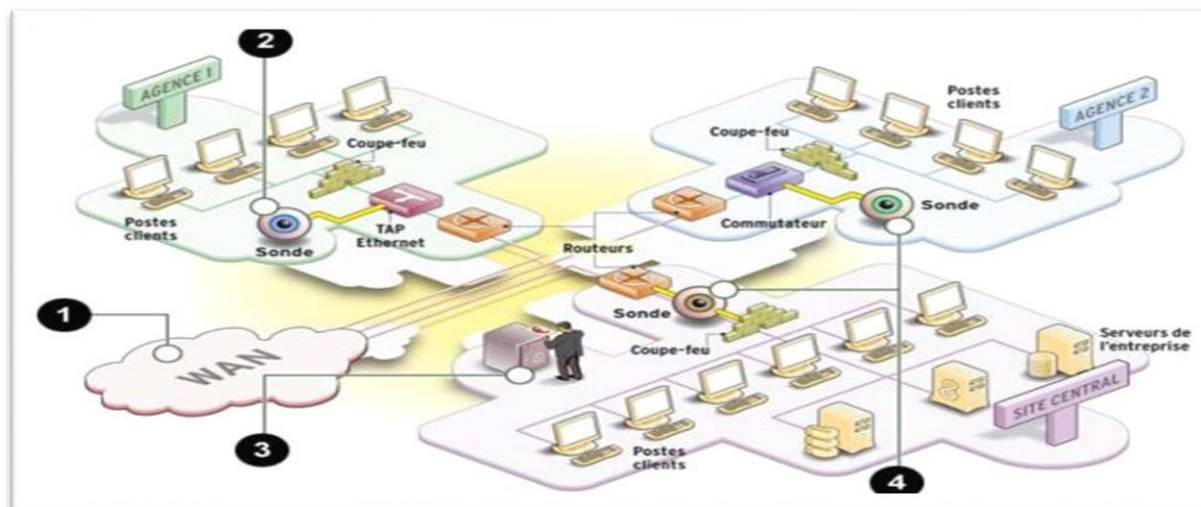 2
AGENCE 1
Coupe-feu
Postes
clients
Sonde
TAP
Ethernet
Postes
clients
AGENCE 2
Coupe-feu
Commutateur
Sonde
Routeurs
1
WAN
Sonde
Coupe-feu
Serveurs de
l'entreprise
SITE CENTRAL
Postes
clients
3
4